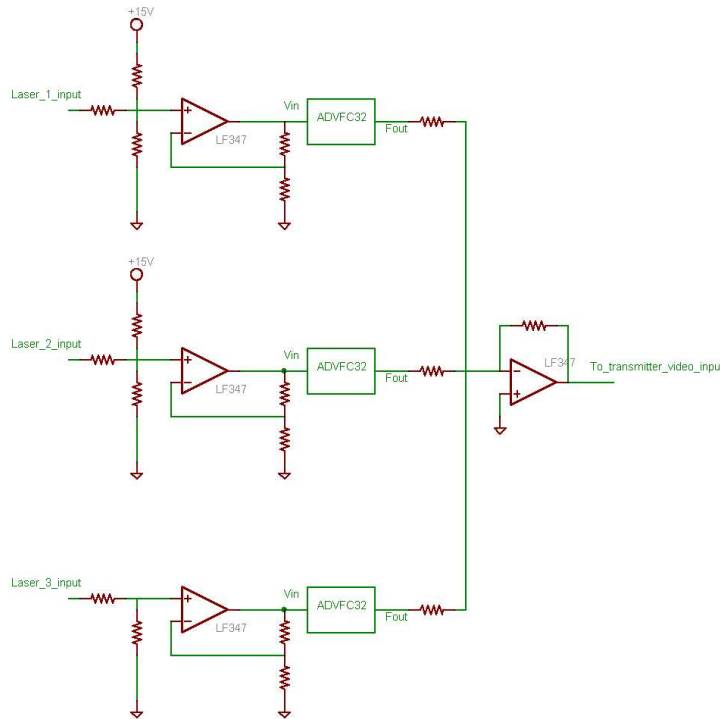 +15V
Laser_1_input
LF347
Vin
ADVFC32
Fout
+15V
Laser_2_input
LF347
Vin
ADVFC32
Fout
LF347
To_transmitter_video_inpu
Laser_3_input
LF347
Vin
ADVFC32
Fout